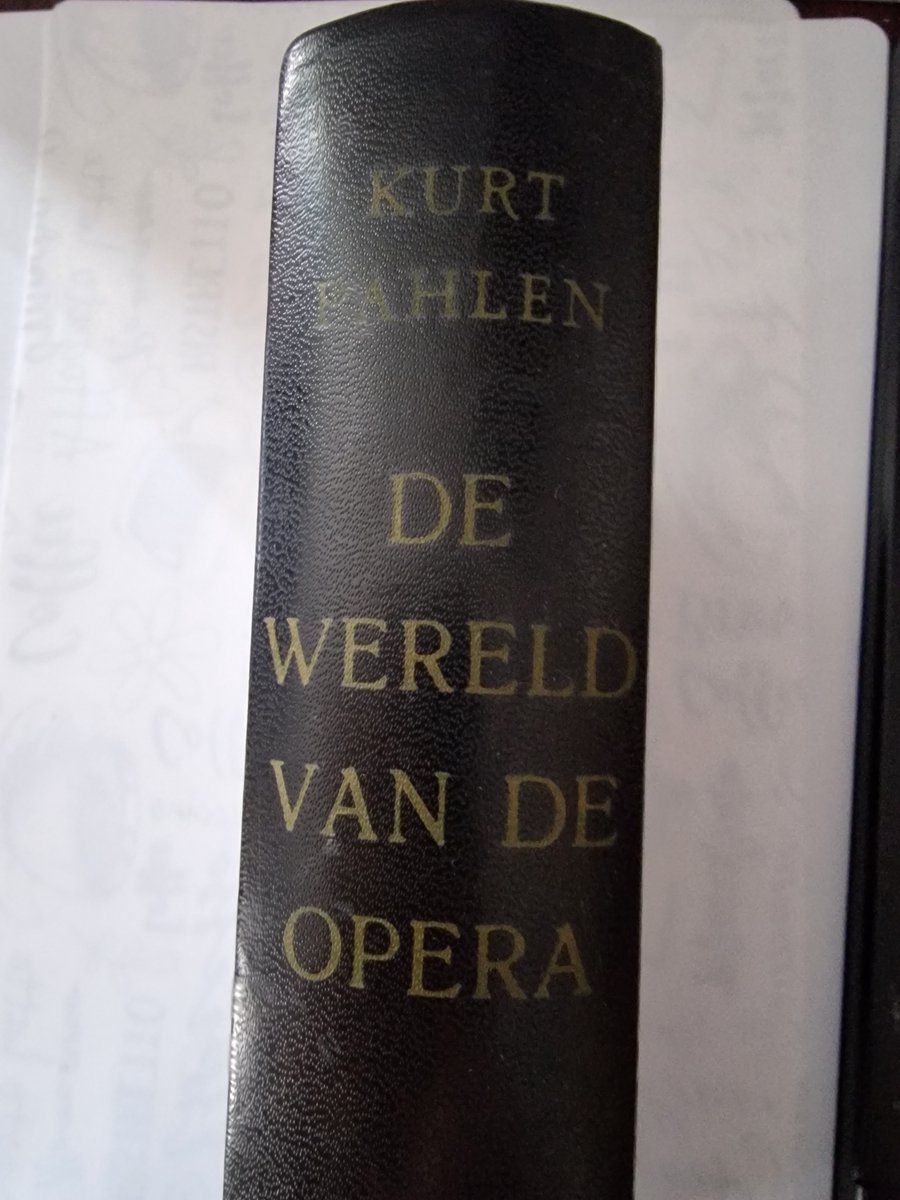 KURT
PAHLEN
DE
WERELD
VAN DE
OPERA